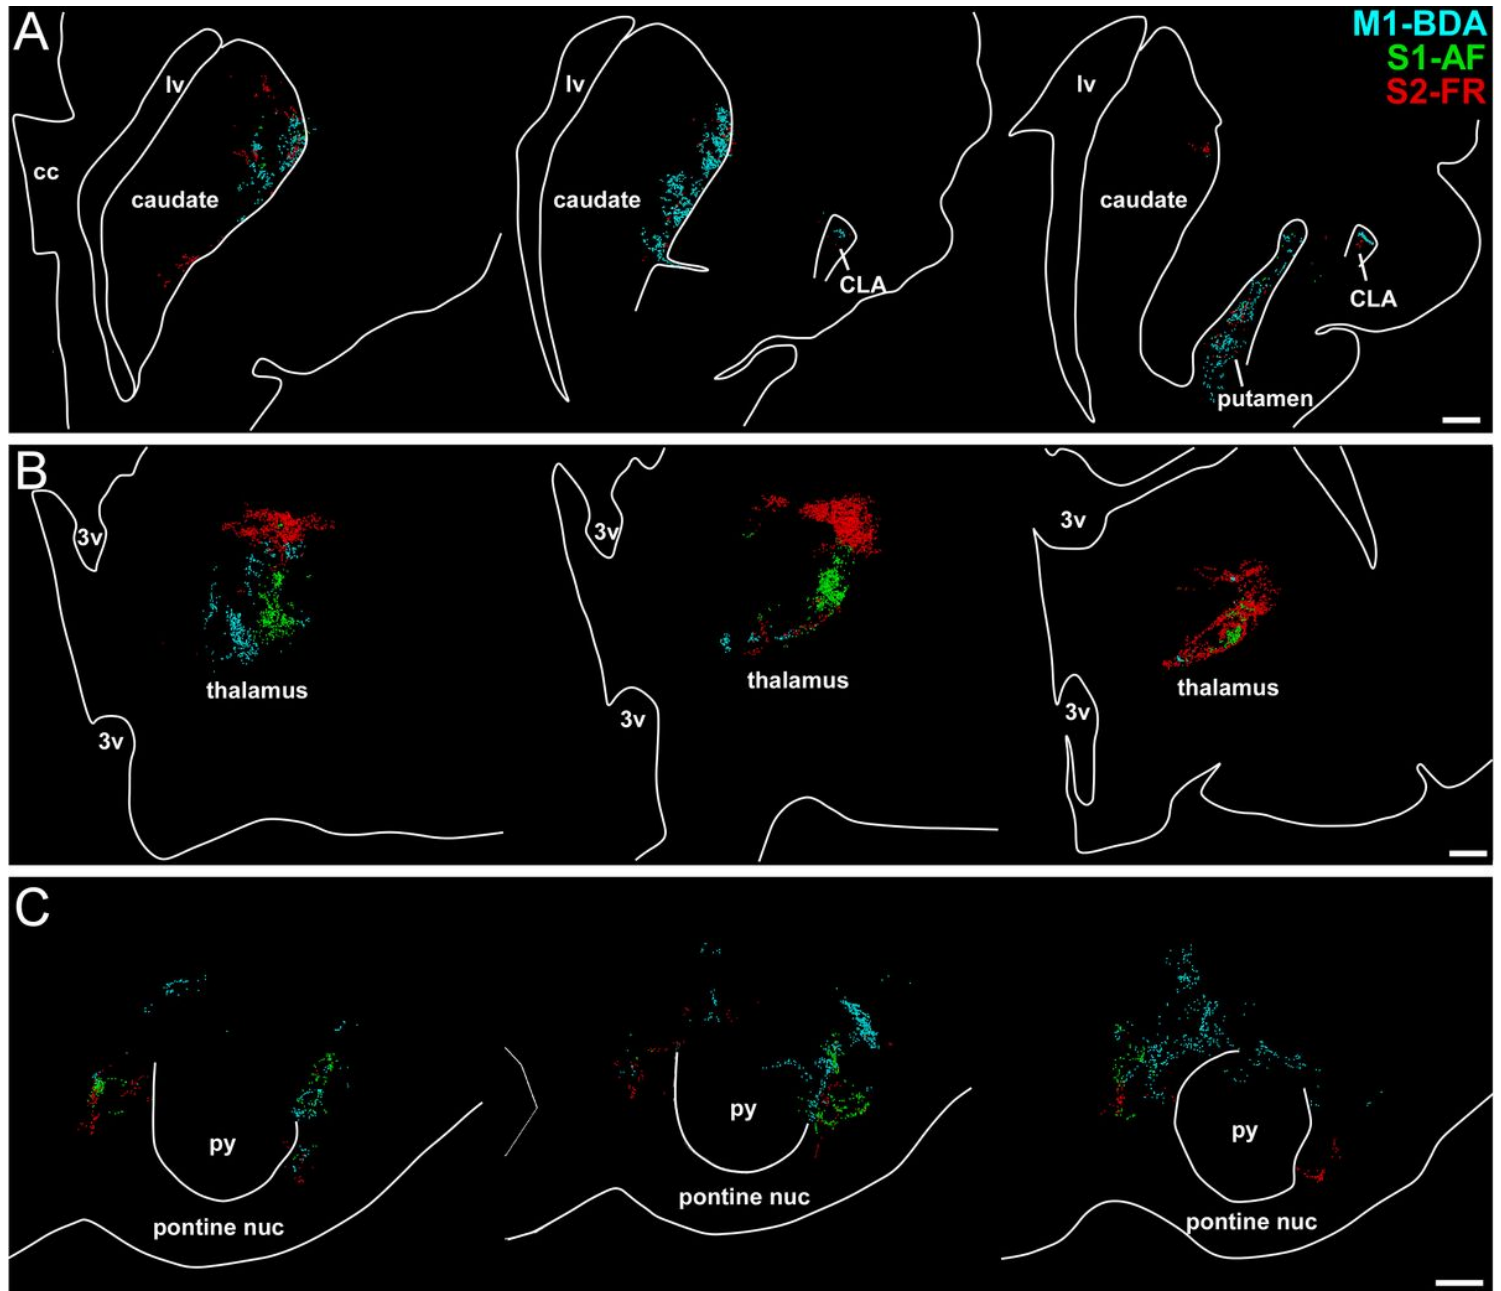 A
M1-BDA
S1-AF
S2-FR
lv
lv
lv
cc
caudate
caudate
caudate
CLA
CLA
putamen
B
3v
3v
3v
thalamus
thalamus
thalamus
3v
3v
3v
C
py
py
py
pontine nuc
pontine nuc
pontine nuc